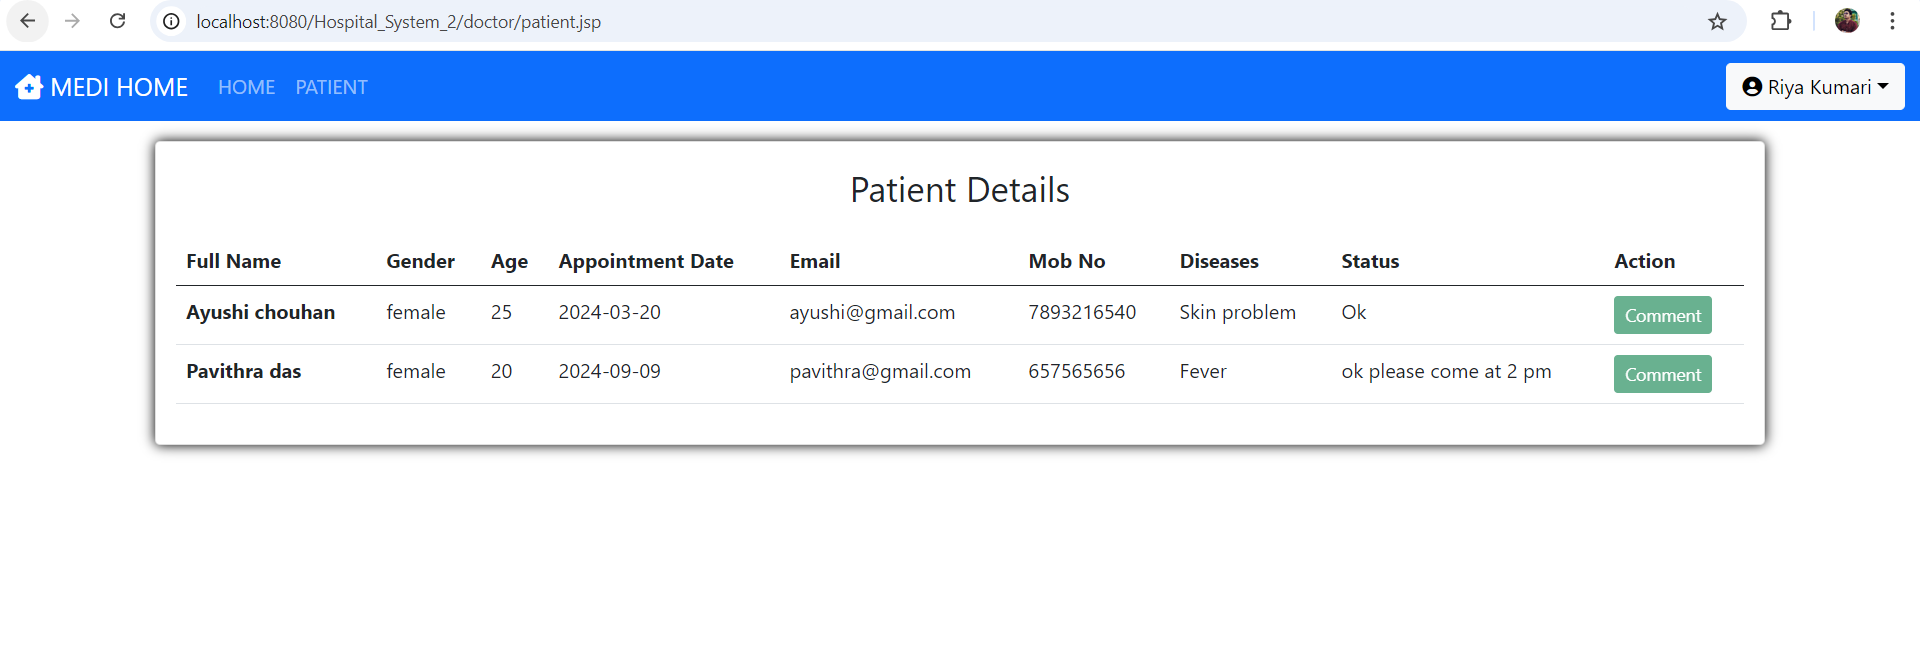 localhost:8080/Hospital_System_2/doctor/patient.jsp
MEDI HOME HOME PATIENT Riya Kumari
Patient Details
Full Name Gender Age Appointment Date Email Mob No Diseases Status Action
Ayushi chouhan female 25 2024-03-20 ayushi@gmail.com 7893216540 Skin problem Ok Comment
Pavithra das female 20 2024-09-09 pavithra@gmail.com 657565656 Fever ok please come at 2 pm Comment